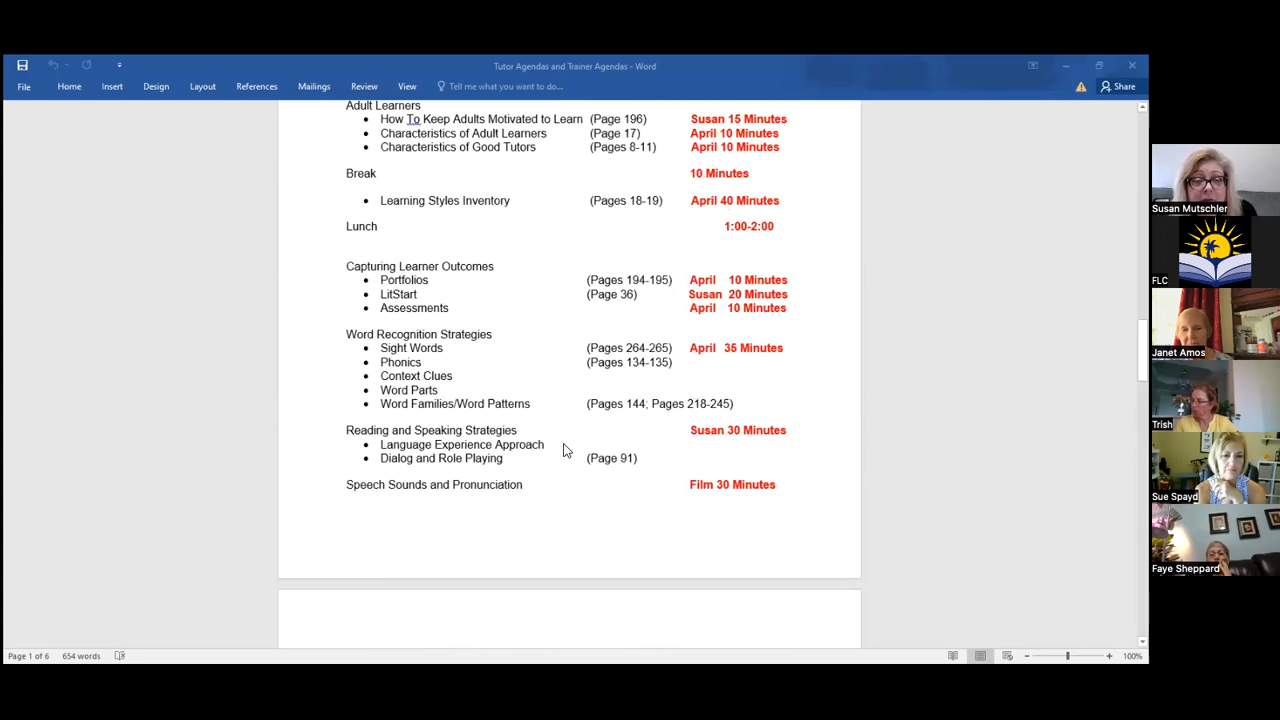 Tutor Agendas and Trainer Agendas - Word
File Home Insert Design Layout References Mailings Review View Tell me what you want to do... Share
Adult Learners
• How To Keep Adults Motivated to Learn (Page 196) Susan 15 Minutes
• Characteristics of Adult Learners (Page 17) April 10 Minutes
• Characteristics of Good Tutors (Pages 8-11) April 10 Minutes
Break 10 Minutes
• Learning Styles Inventory (Pages 18-19) April 40 Minutes
Lunch 1:00-2:00
Capturing Learner Outcomes
• Portfolios (Pages 194-195) April 10 Minutes
• LitStart (Page 36) Susan 20 Minutes
• Assessments April 10 Minutes
Word Recognition Strategies
• Sight Words (Pages 264-265) April 35 Minutes
• Phonics (Pages 134-135)
• Context Clues
• Word Parts
• Word Families/Word Patterns (Pages 144; Pages 218-245)
Reading and Speaking Strategies Susan 30 Minutes
• Language Experience Approach
• Dialog and Role Playing (Page 91)
Speech Sounds and Pronunciation Film 30 Minutes
Page 1 of 6 654 words 100%
Susan Mutschler
FLC
Janet Amos
Trish
Sue Spayd
Faye Sheppard